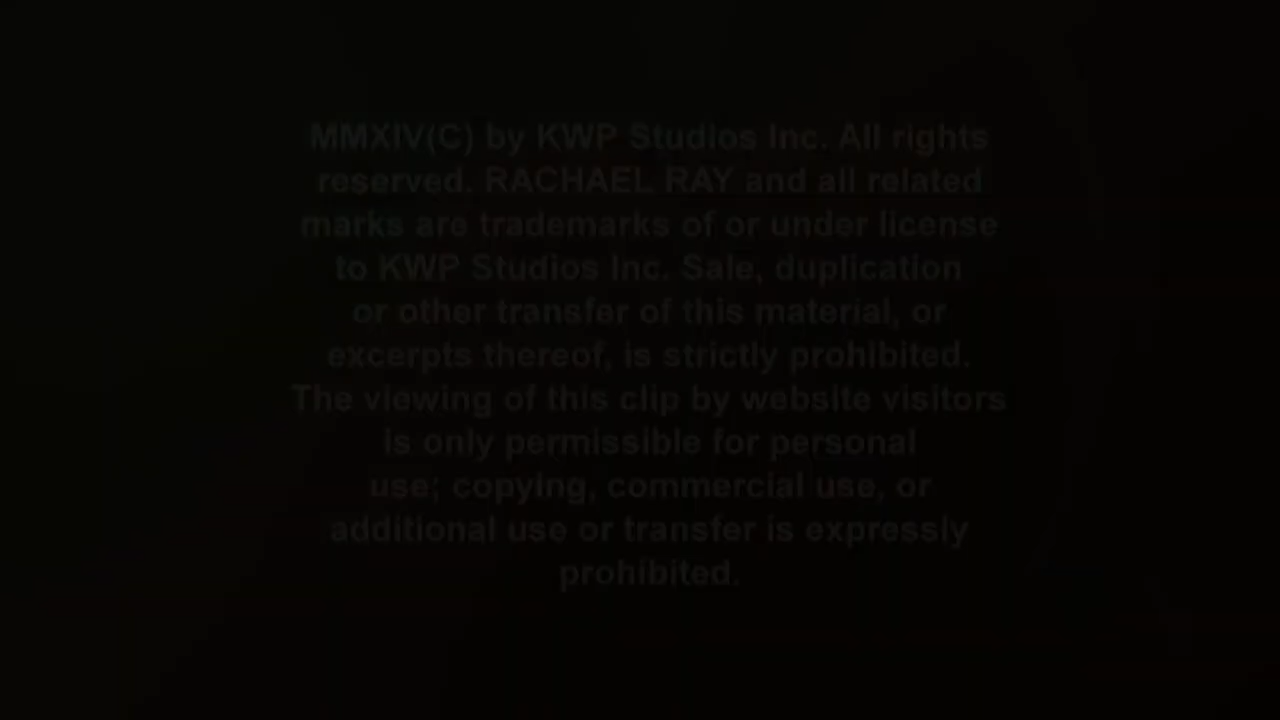 MMXIV(C) by KWP Studios Inc. All rights
reserved. RACHAEL RAY and all related
marks are trademarks of or under license
to KWP Studios Inc. Sale, duplication
or other transfer of this material, or
excerpts thereof, is strictly prohibited.
The viewing of this clip by website visitors
is only permissible for personal
use; copying, commercial use, or
additional use or transfer is expressly
prohibited.